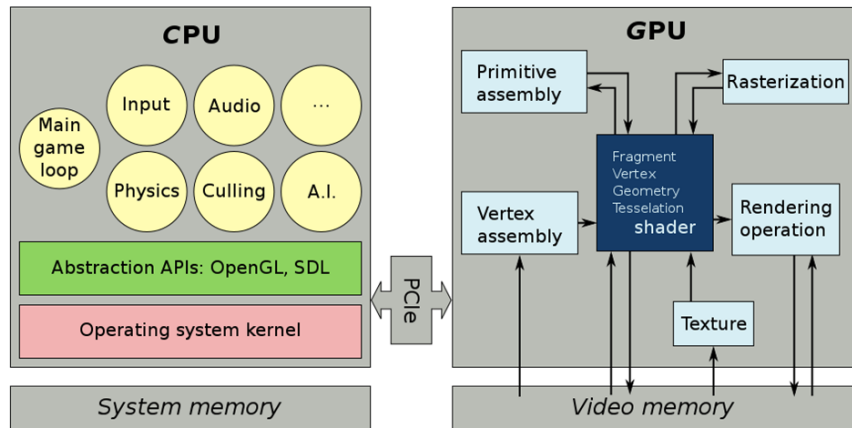 CPU
Main
game
loop
Input
Audio
...
Physics
Culling
A.I.
Abstraction APIs: OpenGL, SDL
Operating system kernel
System memory
PCIe
GPU
Primitive
assembly
Rasterization
Fragment
Vertex
Geometry
Tesselation
shader
Vertex
assembly
Rendering
operation
Texture
Video memory